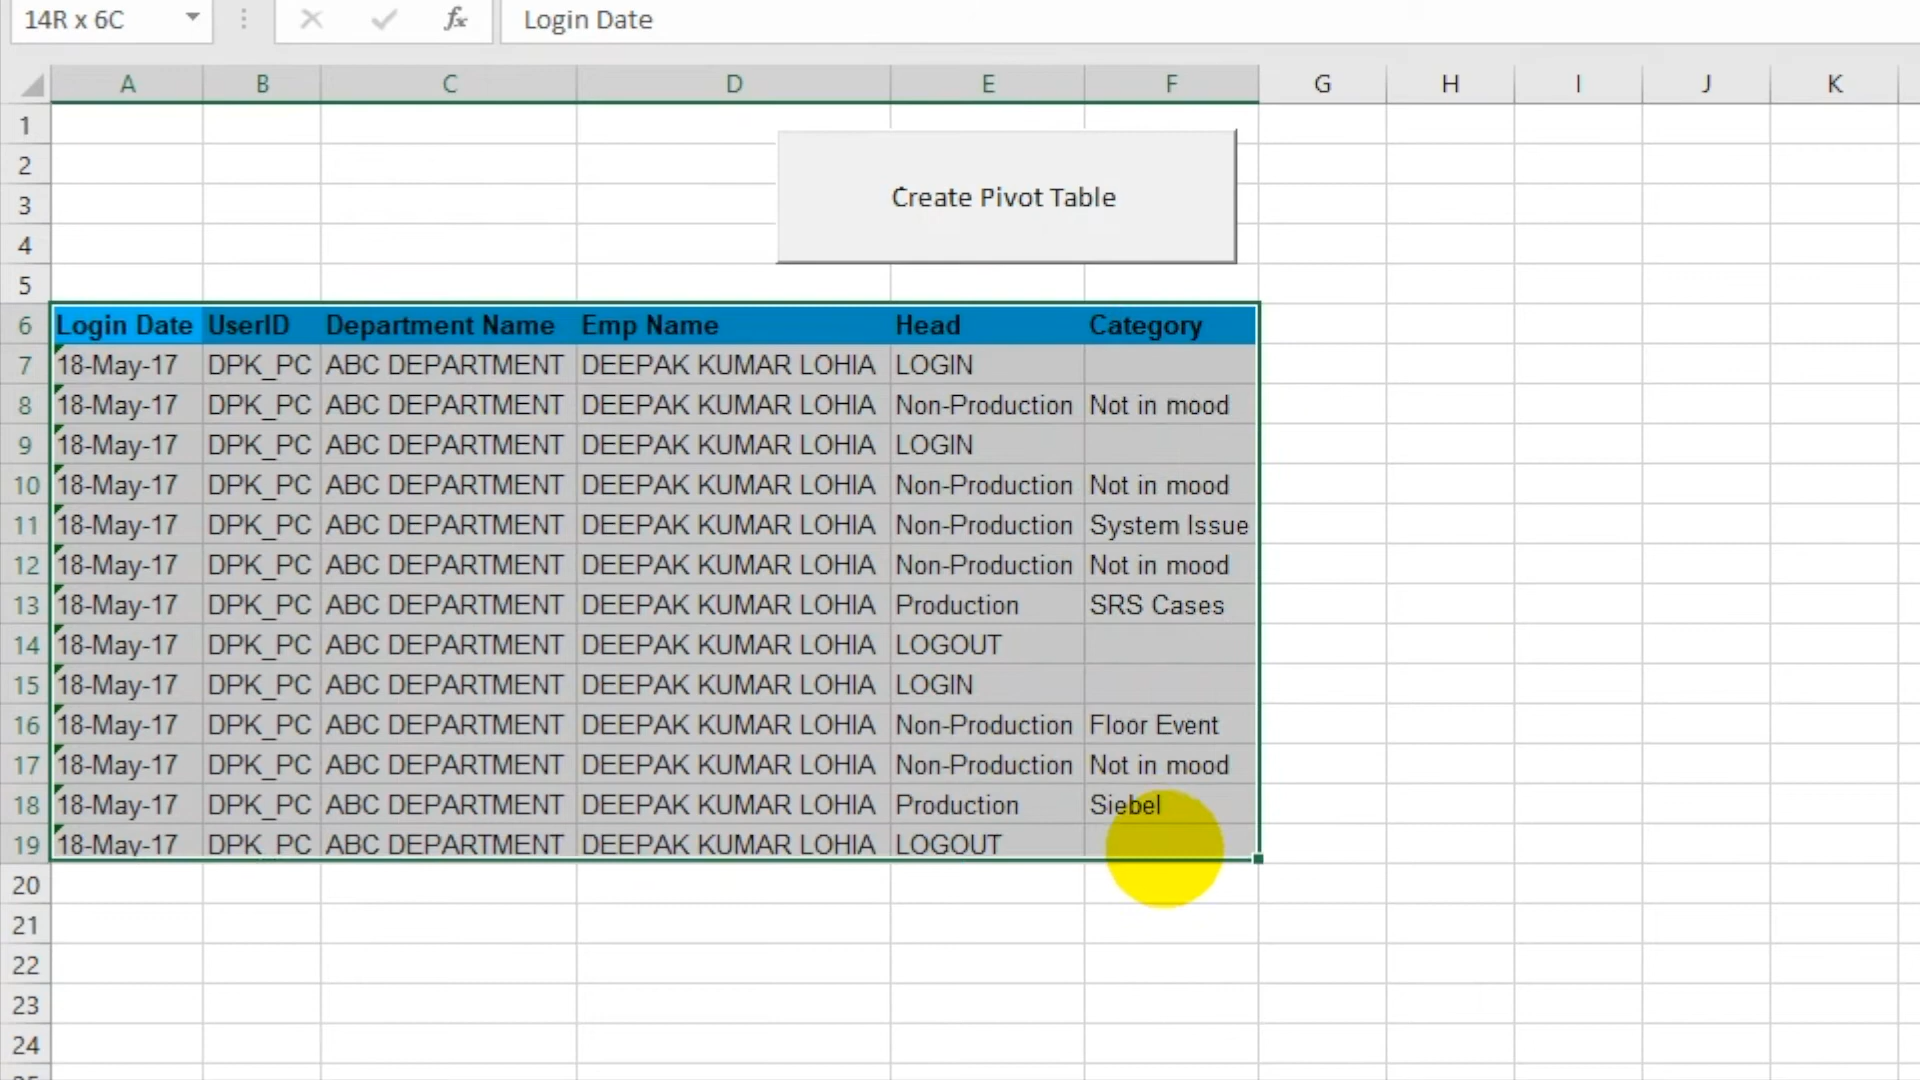 14R x 6C fx Login Date
A B C D E F G H I J K
1
2
3 Create Pivot Table
4
5
6 Login Date UserID Department Name Emp Name Head Category
7 18-May-17 DPK_PC ABC DEPARTMENT DEEPAK KUMAR LOHIA LOGIN
8 18-May-17 DPK_PC ABC DEPARTMENT DEEPAK KUMAR LOHIA Non-Production Not in mood
9 18-May-17 DPK_PC ABC DEPARTMENT DEEPAK KUMAR LOHIA LOGIN
10 18-May-17 DPK_PC ABC DEPARTMENT DEEPAK KUMAR LOHIA Non-Production Not in mood
11 18-May-17 DPK_PC ABC DEPARTMENT DEEPAK KUMAR LOHIA Non-Production System Issue
12 18-May-17 DPK_PC ABC DEPARTMENT DEEPAK KUMAR LOHIA Non-Production Not in mood
13 18-May-17 DPK_PC ABC DEPARTMENT DEEPAK KUMAR LOHIA Production SRS Cases
14 18-May-17 DPK_PC ABC DEPARTMENT DEEPAK KUMAR LOHIA LOGOUT
15 18-May-17 DPK_PC ABC DEPARTMENT DEEPAK KUMAR LOHIA LOGIN
16 18-May-17 DPK_PC ABC DEPARTMENT DEEPAK KUMAR LOHIA Non-Production Floor Event
17 18-May-17 DPK_PC ABC DEPARTMENT DEEPAK KUMAR LOHIA Non-Production Not in mood
18 18-May-17 DPK_PC ABC DEPARTMENT DEEPAK KUMAR LOHIA Production Siebel
19 18-May-17 DPK_PC ABC DEPARTMENT DEEPAK KUMAR LOHIA LOGOUT
20
21
22
23
24